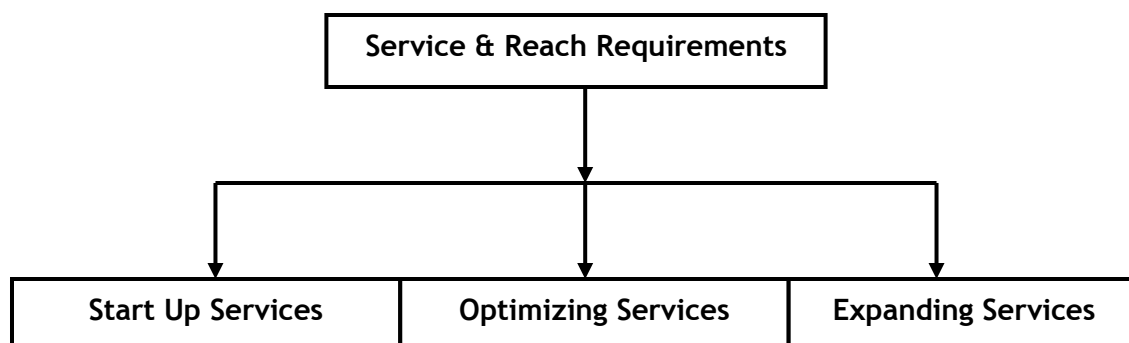 Service & Reach Requirements
Start Up Services
Optimizing Services
Expanding Services